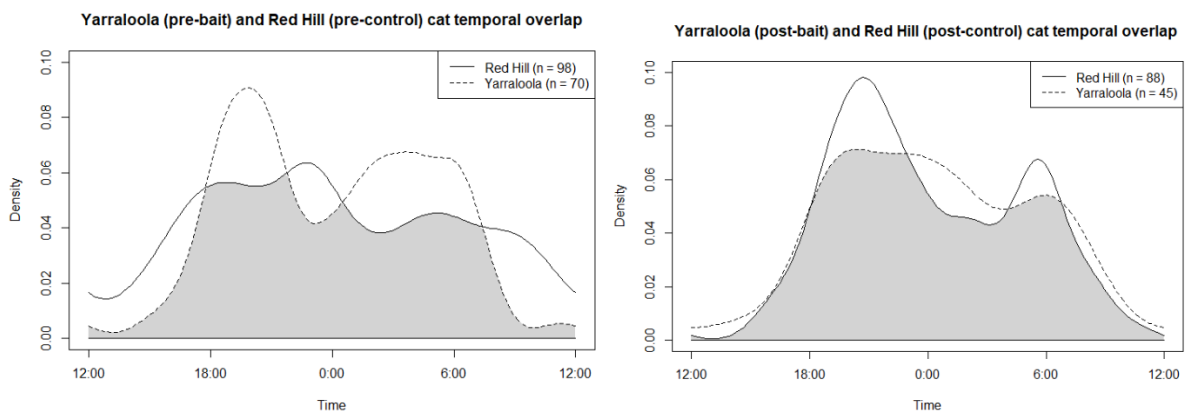 Yarraloola (pre-bait) and Red Hill (pre-control) cat temporal overlap
Red Hill (n = 98)
Yarraloola (n = 70)
Density
0.10
0.08
0.06
0.04
0.02
0.00
12:00 18:00 0:00 6:00 12:00
Time
Yarraloola (post-bait) and Red Hill (post-control) cat temporal overlap
Red Hill (n = 88)
Yarraloola (n = 45)
Density
0.10
0.08
0.06
0.04
0.02
0.00
12:00 18:00 0:00 6:00 12:00
Time